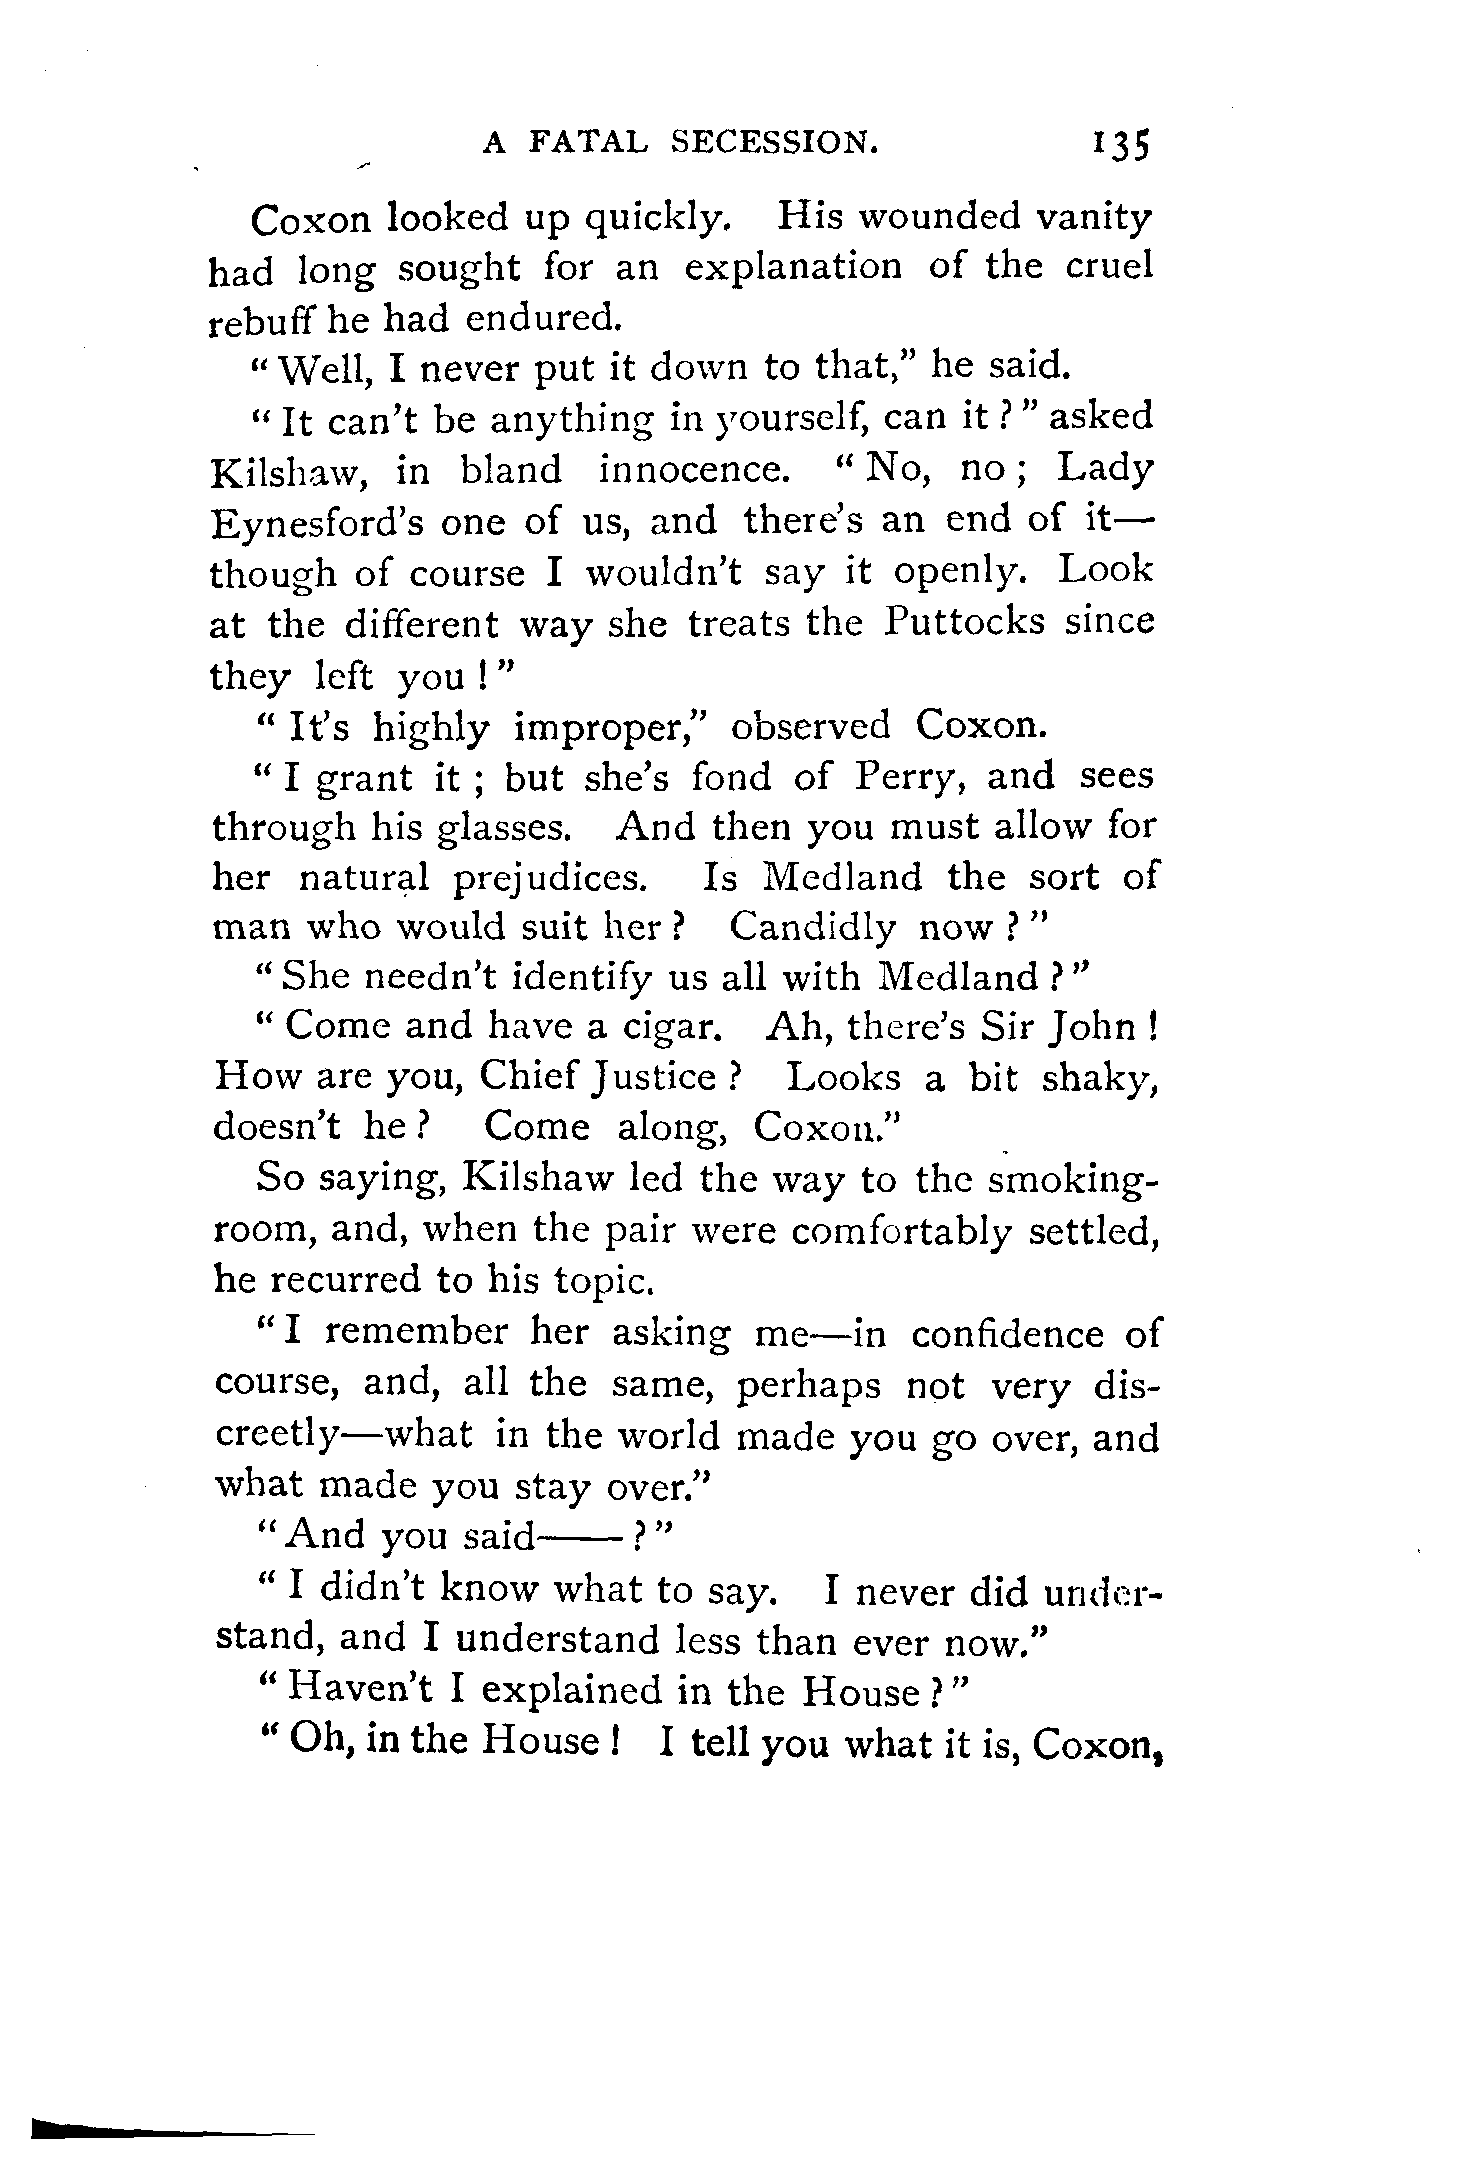 A FATAL SECESSION. 135
Coxon looked up quickly. His wounded vanity
had long sought for an explanation of the cruel
rebuff he had endured.
“ Well, I never put it down to that,” he said.
“ It can’t be anything in yourself, can it ? ” asked
Kilshaw, in bland innocence. “ No, no ; Lady
Eynesford’s one of us, and there’s an end of it—
though of course I wouldn’t say it openly. Look
at the different way she treats the Puttocks since
they left you ! ”
“ It’s highly improper,” observed Coxon.
“ I grant it ; but she’s fond of Perry, and sees
through his glasses. And then you must allow for
her natural prejudices. Is Medland the sort of
man who would suit her ? Candidly now ? ”
“ She needn’t identify us all with Medland ? ”
“ Come and have a cigar. Ah, there’s Sir John !
How are you, Chief Justice ? Looks a bit shaky,
doesn’t he ? Come along, Coxon.”
So saying, Kilshaw led the way to the smoking-
room, and, when the pair were comfortably settled,
he recurred to his topic.
“ I remember her asking me—in confidence of
course, and, all the same, perhaps not very dis-
creetly—what in the world made you go over, and
what made you stay over.”
“ And you said—— ? ”
“ I didn’t know what to say. I never did under-
stand, and I understand less than ever now.”
“ Haven’t I explained in the House ? ”
“ Oh, in the House ! I tell you what it is, Coxon,